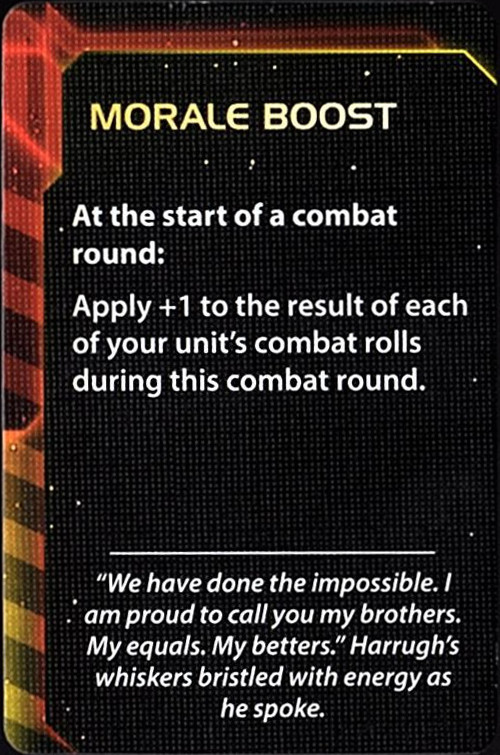 MORALE BOOST
At the start of a combat
round:
Apply +1 to the result of each
of your unit's combat rolls
during this combat round.
"We have done the impossible. I
am proud to call you my brothers.
My equals. My betters." Harrugh's
whiskers bristled with energy as
he spoke.